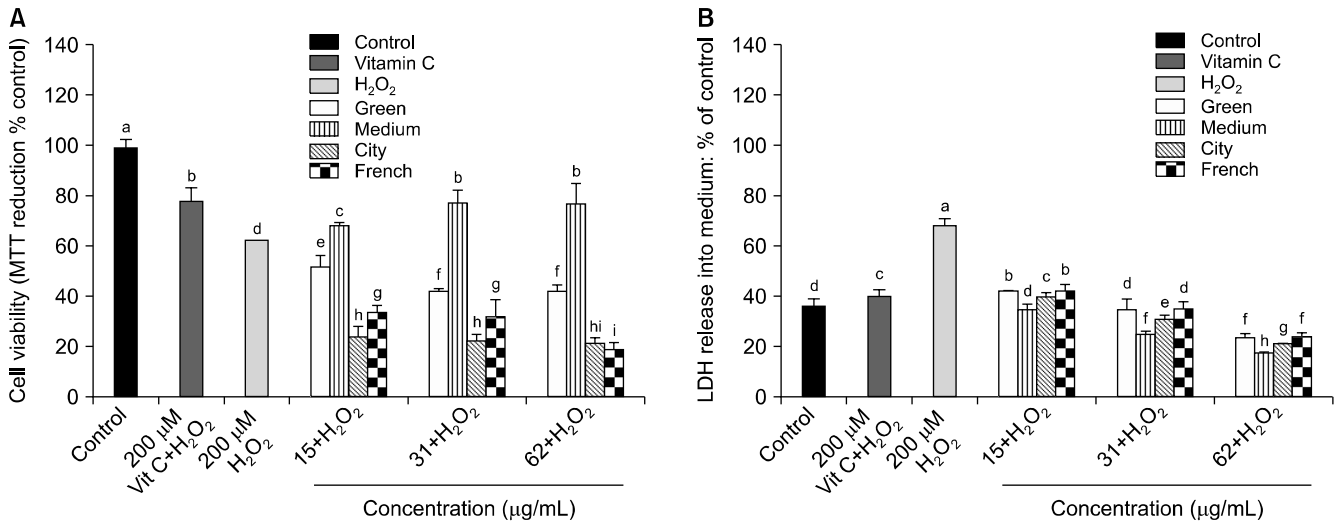 A
Cell viability (MTT reduction % control)
140
120
100
80
60
40
20
0
Control
Vitamin C
H₂O₂
Green
Medium
City
French
a
b
d
e
c
h
g
f
b
h
g
f
b
hi
i
Control
200 μM
Vit C+H₂O₂
200 μM
H₂O₂
15+H₂O₂
31+H₂O₂
62+H₂O₂
Concentration (μg/mL)
B
LDH release into medium: % of control
140
120
100
80
60
40
20
0
Control
Vitamin C
H₂O₂
Green
Medium
City
French
d
c
a
b
d
c
b
d
f
e
d
f
h
g
f
Control
200 μM
Vit C+H₂O₂
200 μM
H₂O₂
15+H₂O₂
31+H₂O₂
62+H₂O₂
Concentration (μg/mL)